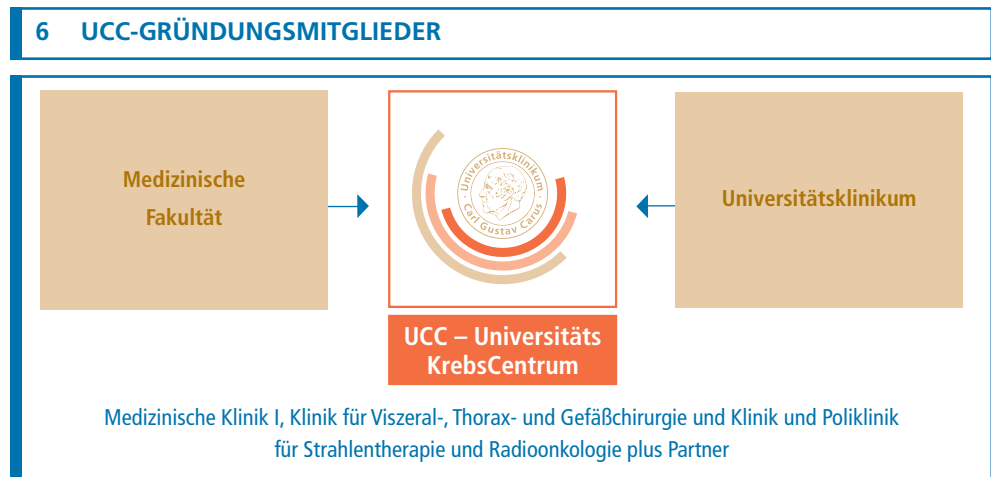 6 UCC-GRÜNDUNGSMITGLIEDER
Medizinische
Fakultät
Universitätsklinikum
Carl Gustav Carus
Universitätsklinikum
UCC – Universitäts
KrebsCentrum
Medizinische Klinik I, Klinik für Viszeral-, Thorax- und Gefäßchirurgie und Klinik und Poliklinik
für Strahlentherapie und Radioonkologie plus Partner